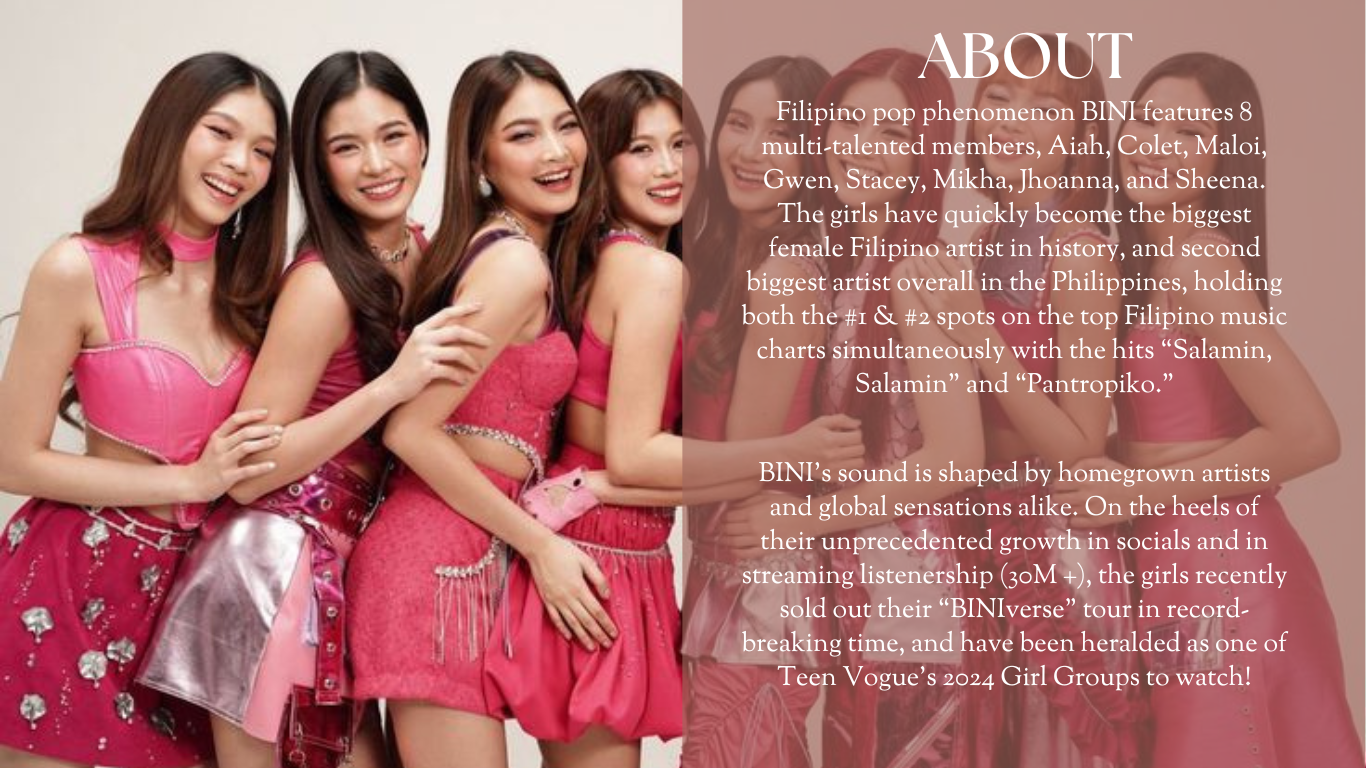 ABOUT
Filipino pop phenomenon BINI features 8
multi-talented members, Aiah, Colet, Maloi,
Gwen, Stacey, Mikha, Jhoanna, and Sheena.
The girls have quickly become the biggest
female Filipino artist in history, and second
biggest artist overall in the Philippines, holding
both the #1 & #2 spots on the top Filipino music
charts simultaneously with the hits “Salamin,
Salamin” and “Pantropiko.”
BINI’s sound is shaped by homegrown artists
and global sensations alike. On the heels of
their unprecedented growth in socials and in
streaming listenership (30M +), the girls recently
sold out their “BINIverse” tour in record-
breaking time, and have been heralded as one of
Teen Vogue’s 2024 Girl Groups to watch!